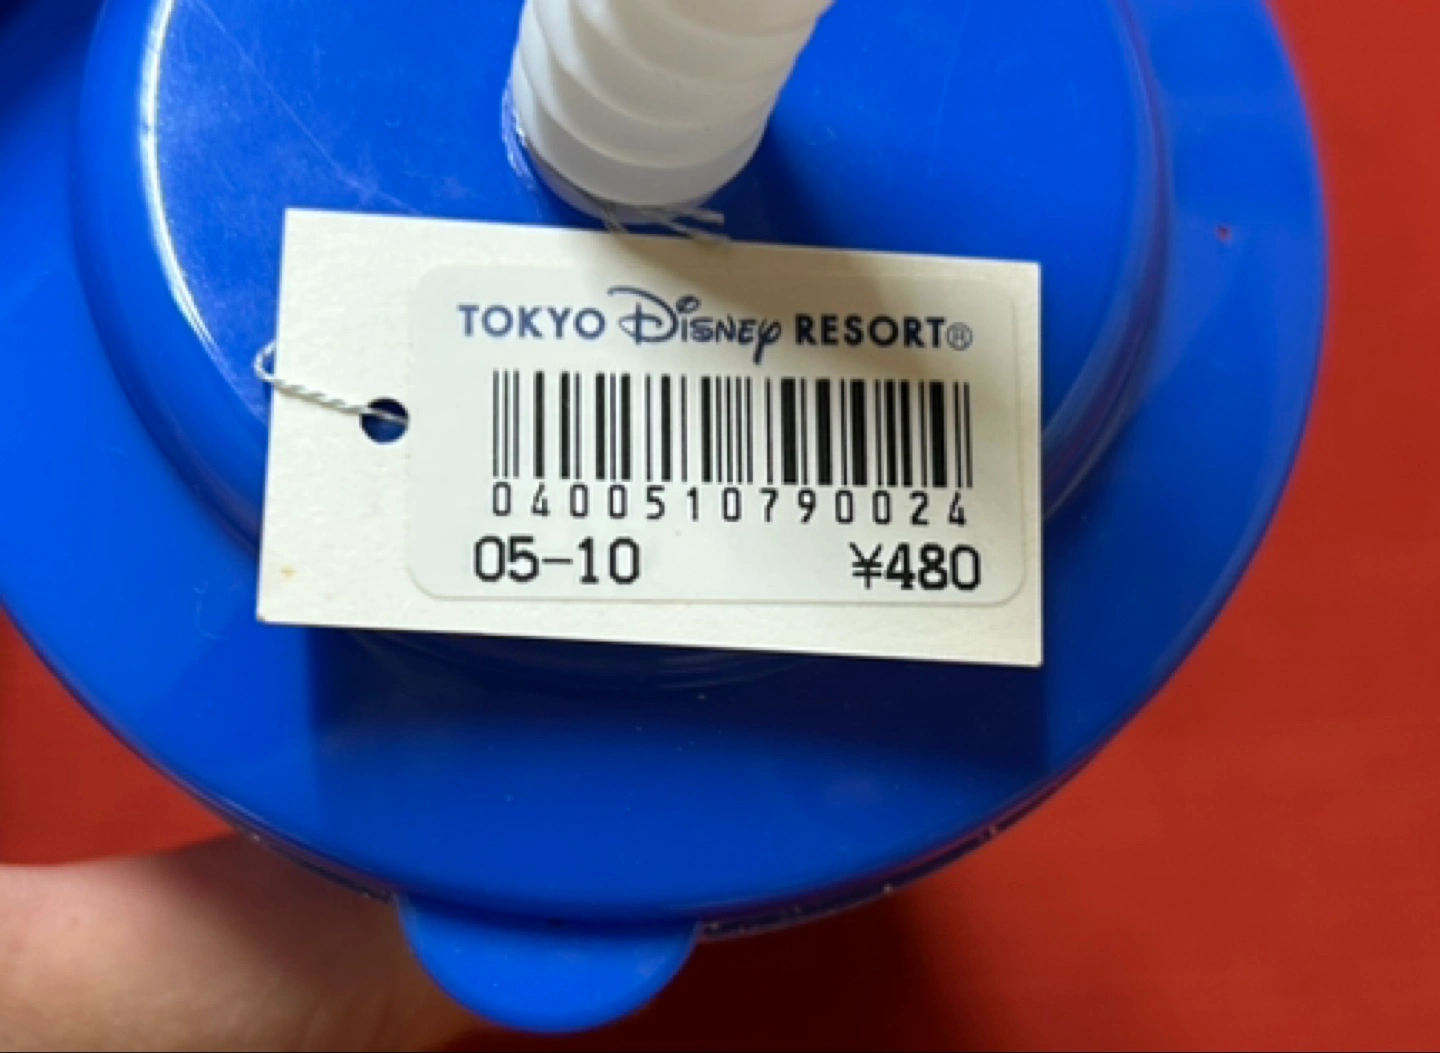 TOKYO Disney RESORT®
0400510790024
05-10 ¥480